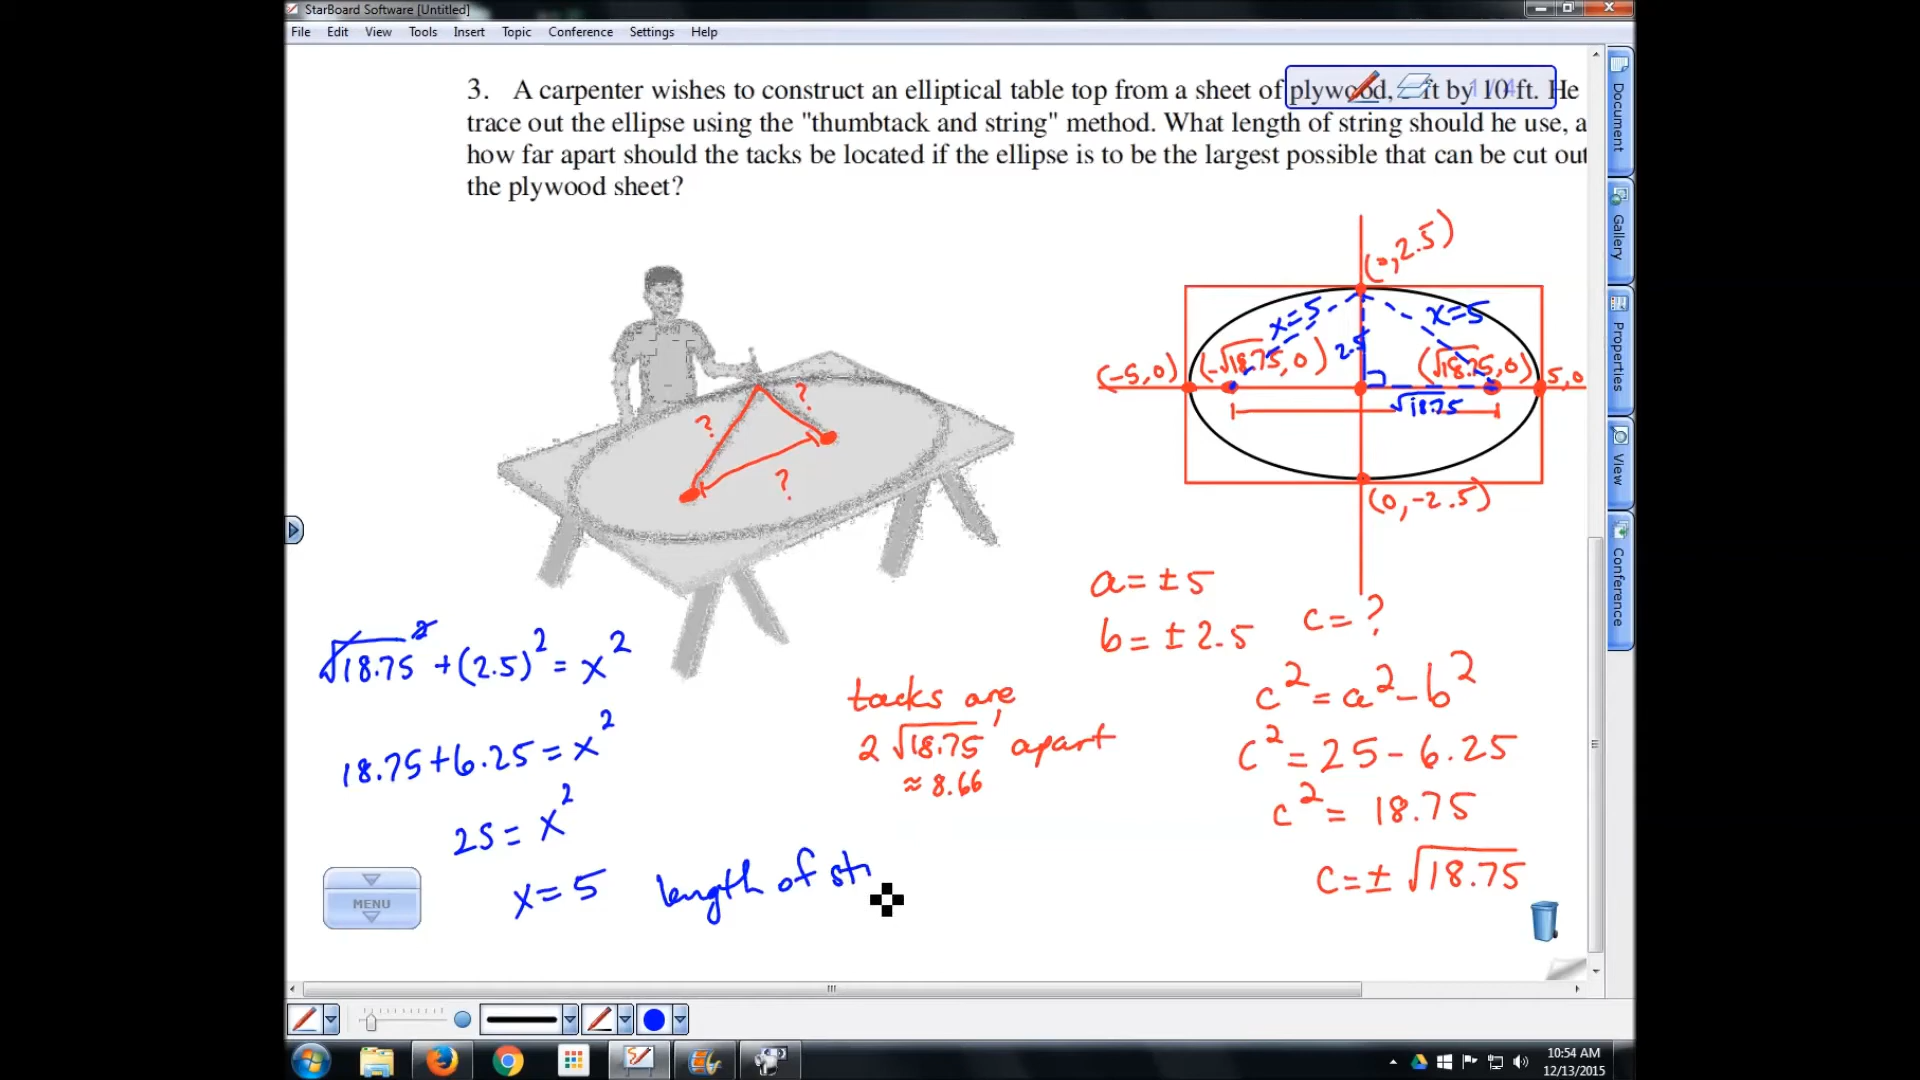 StarBoard Software [Untitled]
File Edit View Tools Insert Topic Conference Settings Help
3. A carpenter wishes to construct an elliptical table top from a sheet of plywood, ft by 10 ft. He
trace out the ellipse using the "thumbtack and string" method. What length of string should he use, a
how far apart should the tacks be located if the ellipse is to be the largest possible that can be cut out
the plywood sheet?
Document
Gallery
Properties
View
Conference
(0, 2.5)
x=5
x=5
2.5
(-5, 0)
(-√18.75, 0)
(√18.75, 0)
5, 0
√18.75
(0, -2.5)
?
?
?
a = ± 5
b = ± 2.5
c = ?
c² = a² - b²
c² = 25 - 6.25
c² = 18.75
c = ± √18.75
tacks are
2 √18.75' apart
≈ 8.66
√18.75² + (2.5)² = x²
18.75 + 6.25 = x²
25 = x²
x = 5 length of stri
MENU
10:54 AM
12/13/2015